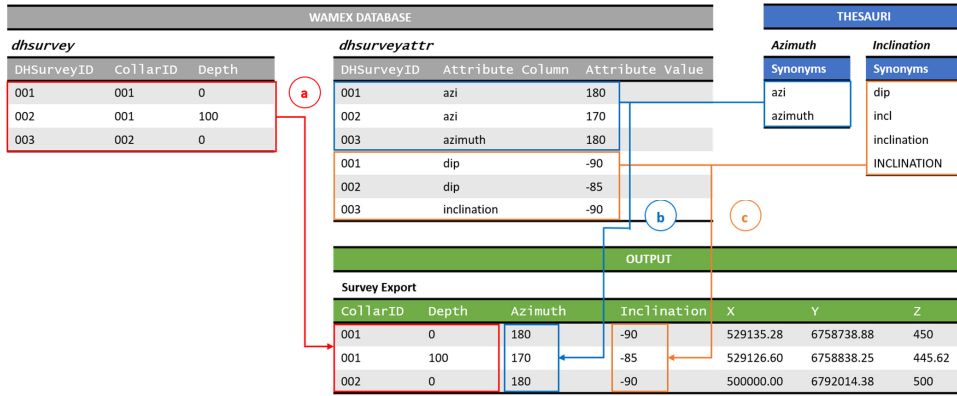 WAMEX DATABASE
THESAURI
dhsurvey
DHSurveyID CollarID Depth
001 001 0
002 001 100
003 002 0
a
dhsurveyattr
DHSurveyID Attribute Column Attribute Value
001 azi 180
002 azi 170
003 azimuth 180
001 dip -90
002 dip -85
003 inclination -90
Azimuth
Synonyms
azi
azimuth
Inclination
Synonyms
dip
incl
inclination
INCLINATION
b
c
OUTPUT
Survey Export
CollarID Depth Azimuth Inclination X Y Z
001 0 180 -90 529135.28 6758738.88 450
001 100 170 -85 529126.60 6758838.25 445.62
002 0 180 -90 500000.00 6792014.38 500